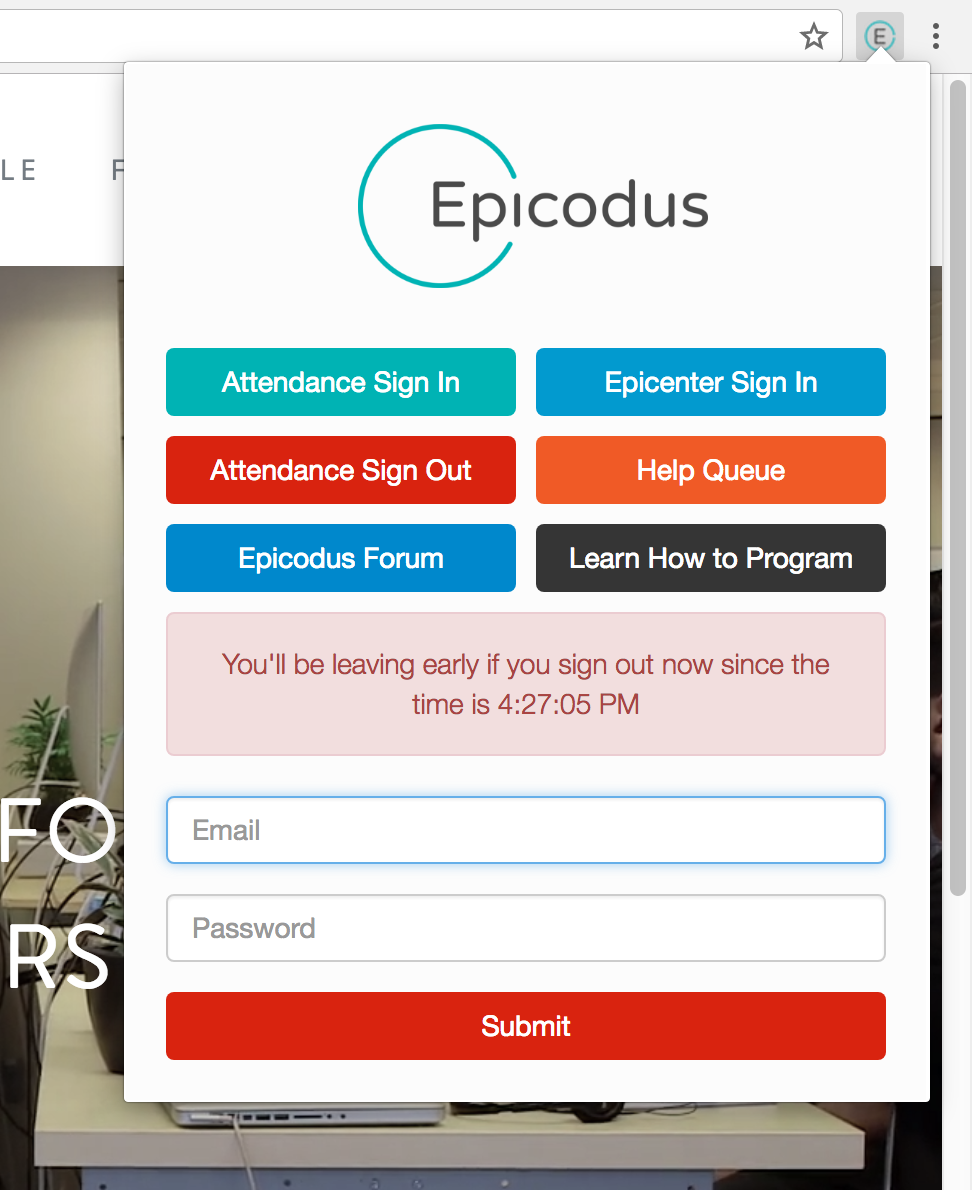 E
LE
F
Epicodus
Attendance Sign In
Epicenter Sign In
Attendance Sign Out
Help Queue
Epicodus Forum
Learn How to Program
You'll be leaving early if you sign out now since the
time is 4:27:05 PM
Email
FO
Password
RS
Submit